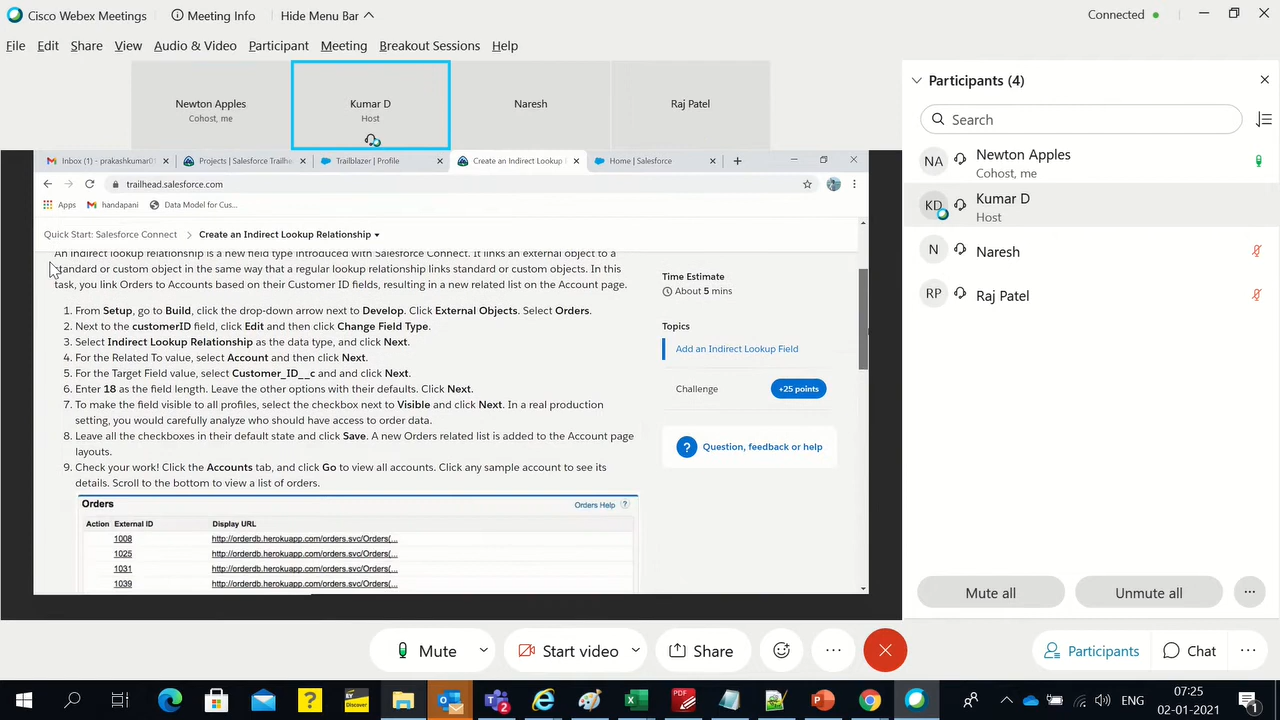 Cisco Webex Meetings
Meeting Info
Hide Menu Bar
Connected
File Edit Share View Audio & Video Participant Meeting Breakout Sessions Help
Newton Apples
Cohost, me
Kumar D
Host
Naresh
Raj Patel
Inbox (1) - prakashkumar01
Projects | Salesforce Trailhe
Trailblazer | Profile
Create an Indirect Lookup
Home | Salesforce
trailhead.salesforce.com
Apps
handapani
Data Model for Cus...
Quick Start: Salesforce Connect
Create an Indirect Lookup Relationship
An indirect lookup relationship is a new field type introduced with Salesforce Connect. It links an external object to a
standard or custom object in the same way that a regular lookup relationship links standard or custom objects. In this
task, you link Orders to Accounts based on their Customer ID fields, resulting in a new related list on the Account page.
1. From Setup, go to Build, click the drop-down arrow next to Develop. Click External Objects. Select Orders.
2. Next to the customerID field, click Edit and then click Change Field Type.
3. Select Indirect Lookup Relationship as the data type, and click Next.
4. For the Related To value, select Account and then click Next.
5. For the Target Field value, select Customer_ID__c and and click Next.
6. Enter 18 as the field length. Leave the other options with their defaults. Click Next.
7. To make the field visible to all profiles, select the checkbox next to Visible and click Next. In a real production
setting, you would carefully analyze who should have access to order data.
8. Leave all the checkboxes in their default state and click Save. A new Orders related list is added to the Account page
layouts.
9. Check your work! Click the Accounts tab, and click Go to view all accounts. Click any sample account to see its
details. Scroll to the bottom to view a list of orders.
Orders
Orders Help ?
Action External ID Display URL
1008 http://orderdb.herokuapp.com/orders.svc/Orders(...
1025 http://orderdb.herokuapp.com/orders.svc/Orders(...
1031 http://orderdb.herokuapp.com/orders.svc/Orders(...
1039 http://orderdb.herokuapp.com/orders.svc/Orders(...
Time Estimate
About 5 mins
Topics
Add an Indirect Lookup Field
Challenge
+25 points
? Question, feedback or help
Participants (4)
Search
NA
Newton Apples
Cohost, me
KD
Kumar D
Host
N
Naresh
RP
Raj Patel
Mute all
Unmute all
Mute
Start video
Share
Participants
Chat
EY
Discover
PDF
ENG
07:25
02-01-2021